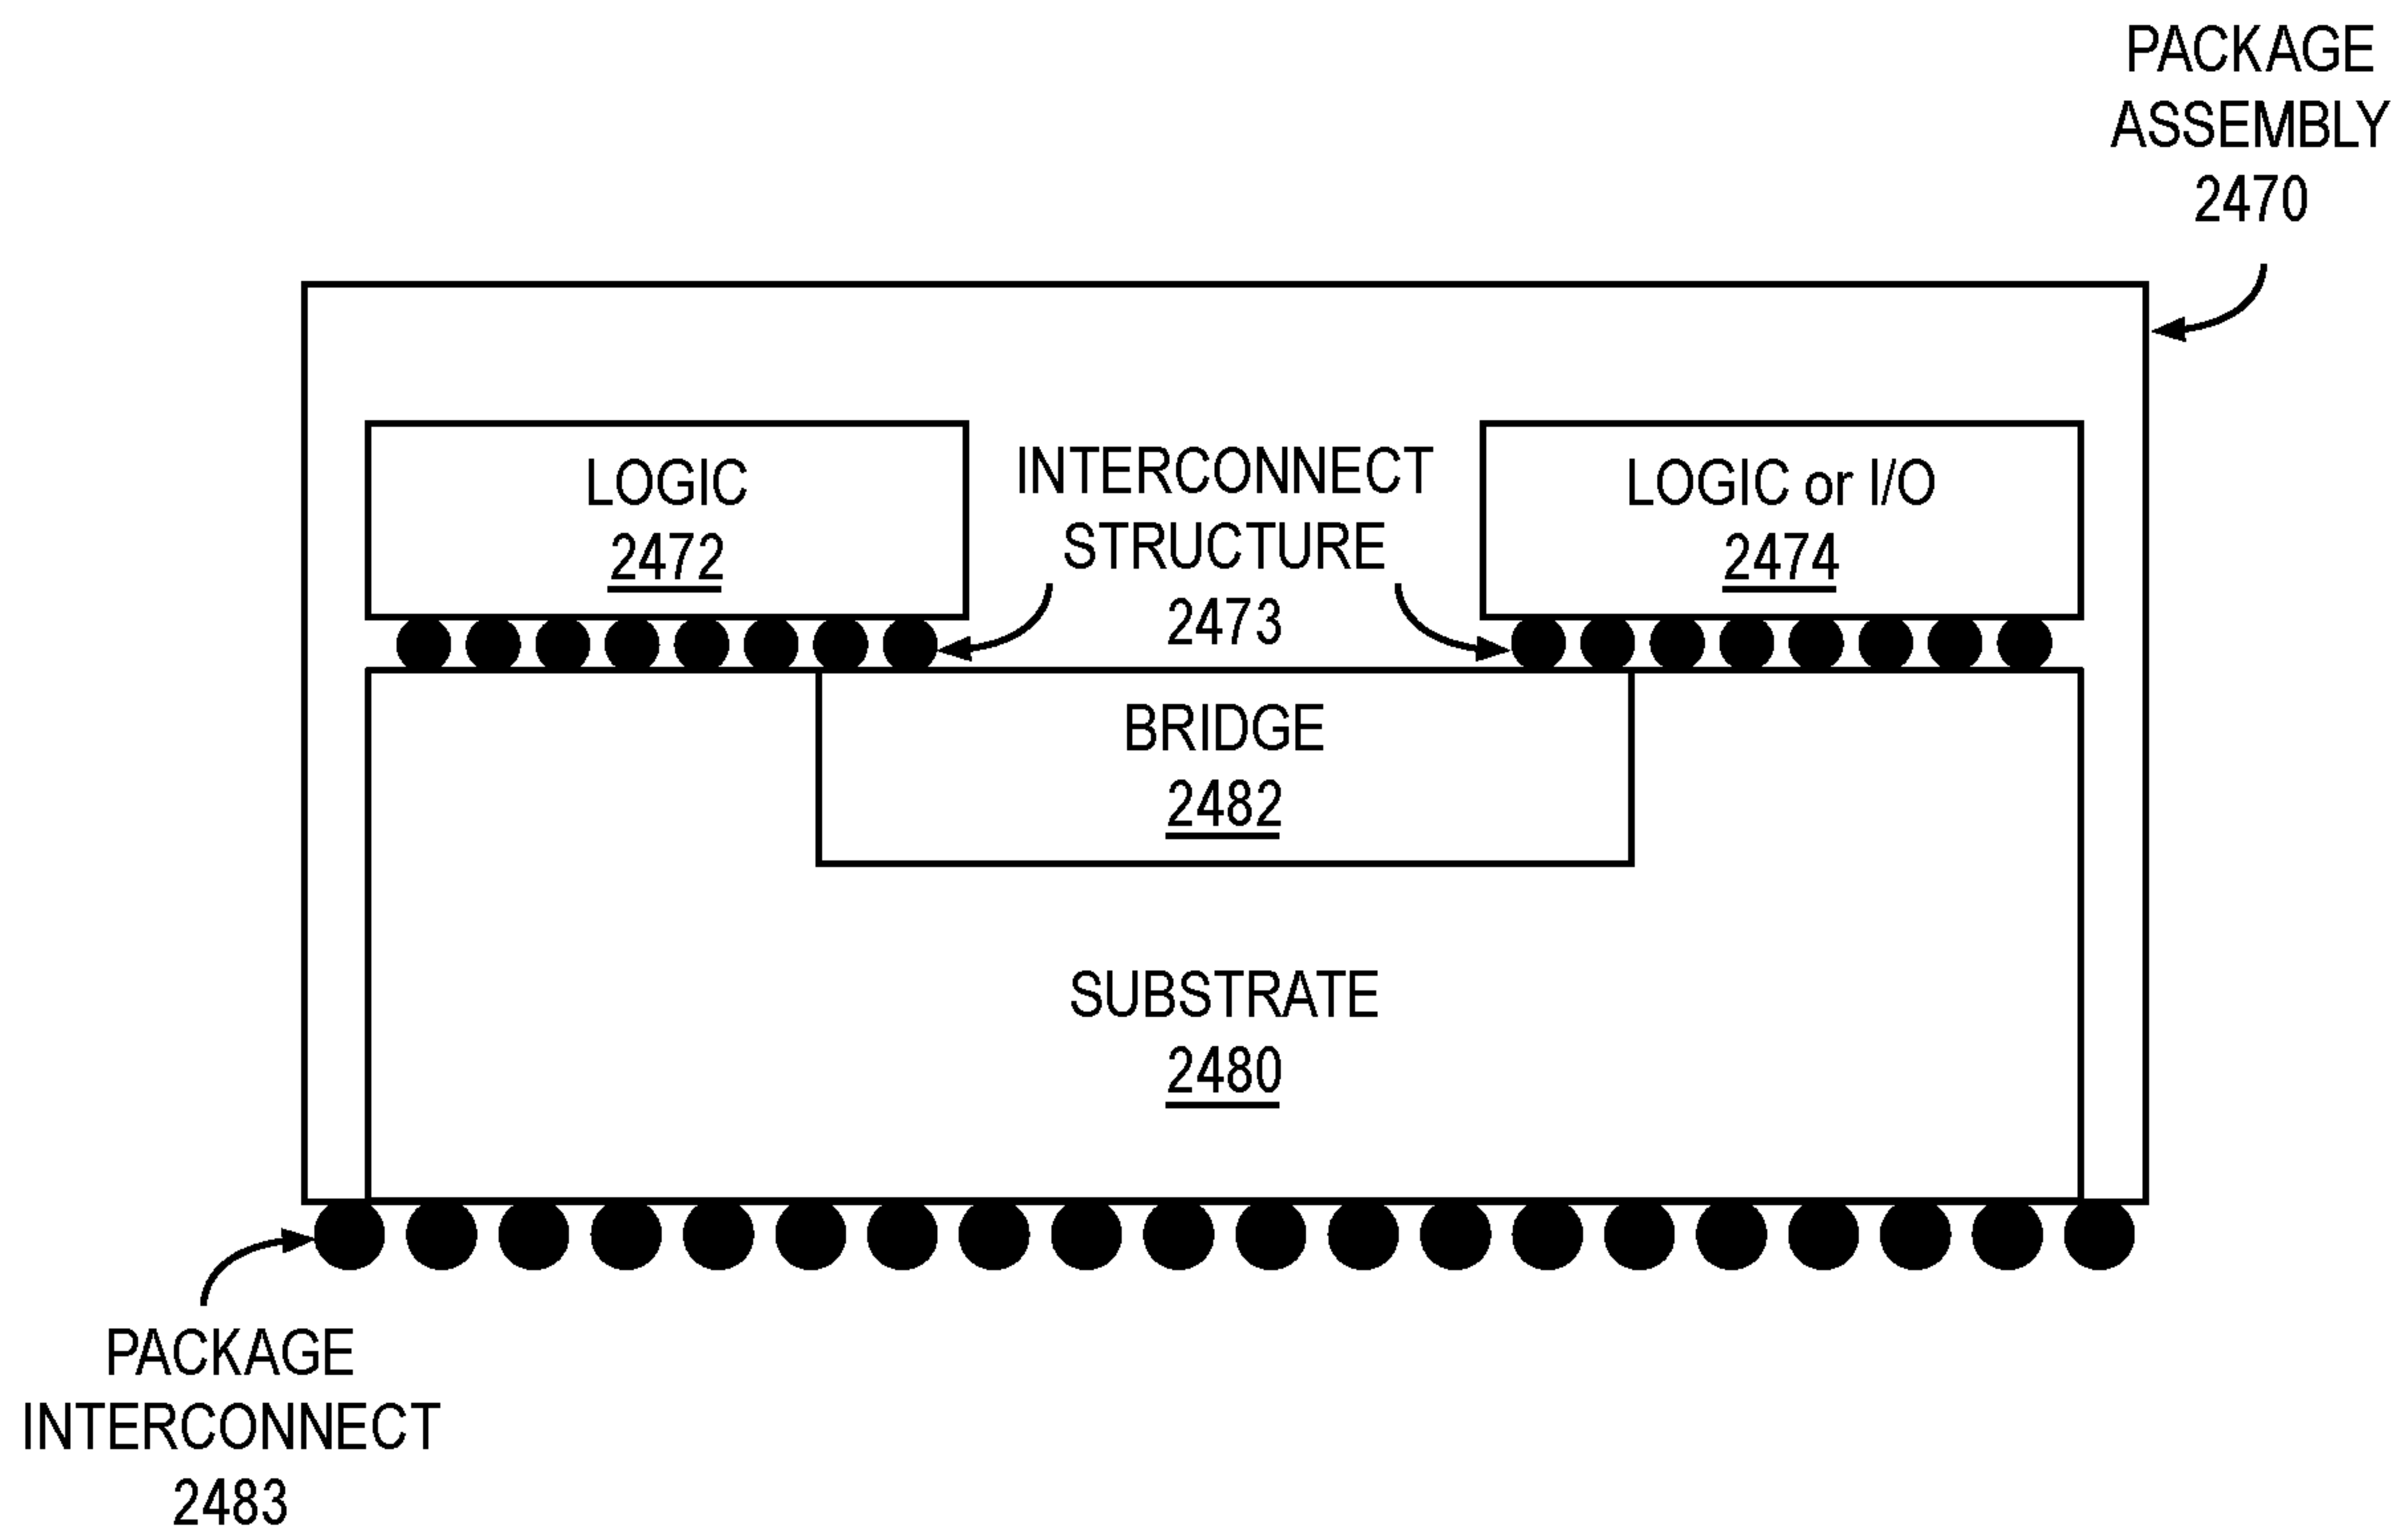 PACKAGE
ASSEMBLY
2470
LOGIC
2472
INTERCONNECT
STRUCTURE
2473
LOGIC or I/O
2474
BRIDGE
2482
SUBSTRATE
2480
PACKAGE
INTERCONNECT
2483